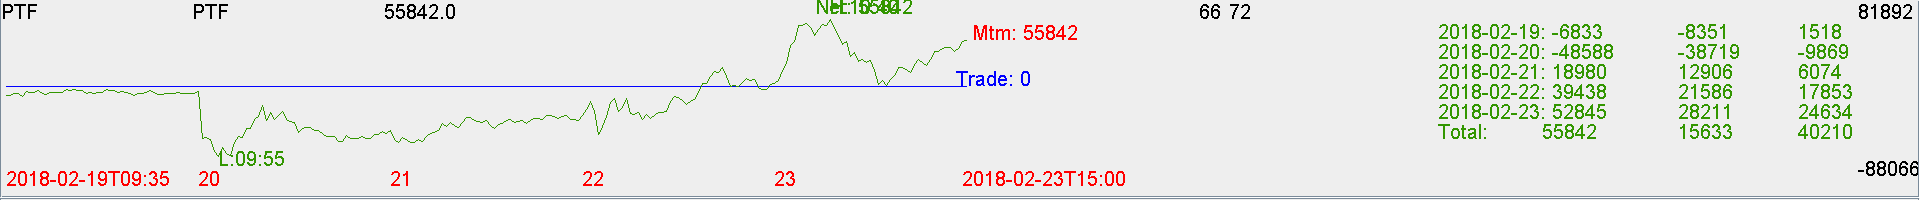 PTF PTF 55842.0 66 72 81892
Mtm: 55842
Trade: 0
L:09:55
2018-02-19: -6833 -8351 1518
2018-02-20: -48588 -38719 -9869
2018-02-21: 18980 12906 6074
2018-02-22: 39438 21586 17853
2018-02-23: 52845 28211 24634
Total: 55842 15633 40210
-88066
2018-02-19T09:35 20 21 22 23 2018-02-23T15:00